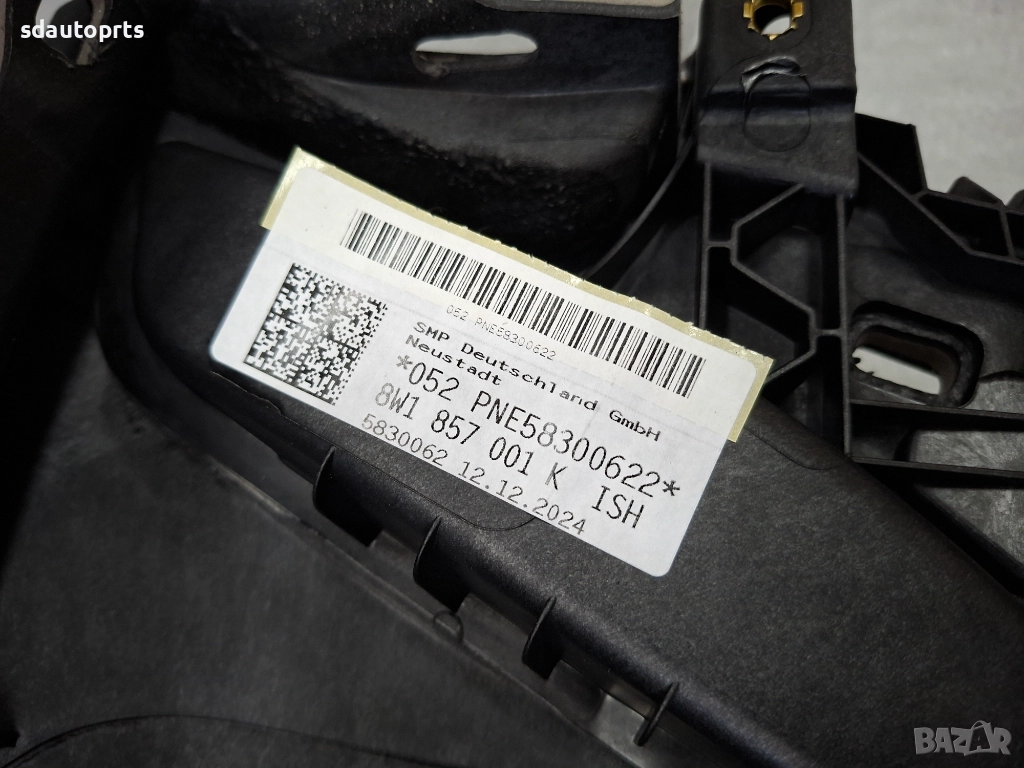 sdautoprts
052 PNE58300622
SMP Deutschland GmbH
Neustadt
*052 PNE58300622*
8W1 857 001 K ISH
5830062 12.12.2024
BAZAR